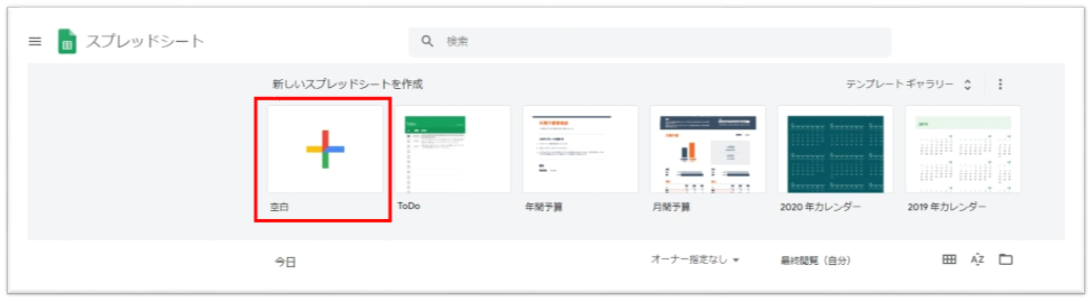 スプレッドシート
検索
新しいスプレッドシートを作成
テンプレート ギャラリー
空白
ToDo
年間予算
月間予算
2020 年カレンダー
2019 年カレンダー
今日
オーナー指定なし
最終閲覧（自分）
AZ